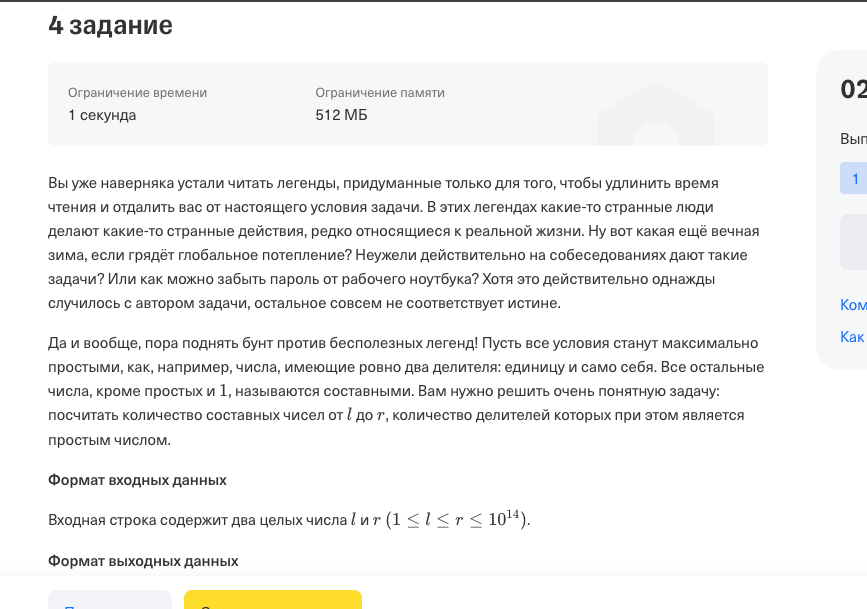 4 задание
Ограничение времени
Ограничение памяти
1 секунда
512 МБ
02
Вып
1
Вы уже наверняка устали читать легенды, придуманные только для того, чтобы удлинить время
чтения и отдалить вас от настоящего условия задачи. В этих легендах какие-то странные люди
делают какие-то странные действия, редко относящиеся к реальной жизни. Ну вот какая ещё вечная
зима, если грядёт глобальное потепление? Неужели действительно на собеседованиях дают такие
задачи? Или как можно забыть пароль от рабочего ноутбука? Хотя это действительно однажды
случилось с автором задачи, остальное совсем не соответствует истине.
Ком
Как
Да и вообще, пора поднять бунт против бесполезных легенд! Пусть все условия станут максимально
простыми, как, например, числа, имеющие ровно два делителя: единицу и само себя. Все остальные
числа, кроме простых и 1, называются составными. Вам нужно решить очень понятную задачу:
посчитать количество составных чисел от l до r, количество делителей которых при этом является
простым числом.
Формат входных данных
Входная строка содержит два целых числа l и r (1 ≤ l ≤ r ≤ 10¹⁴).
Формат выходных данных